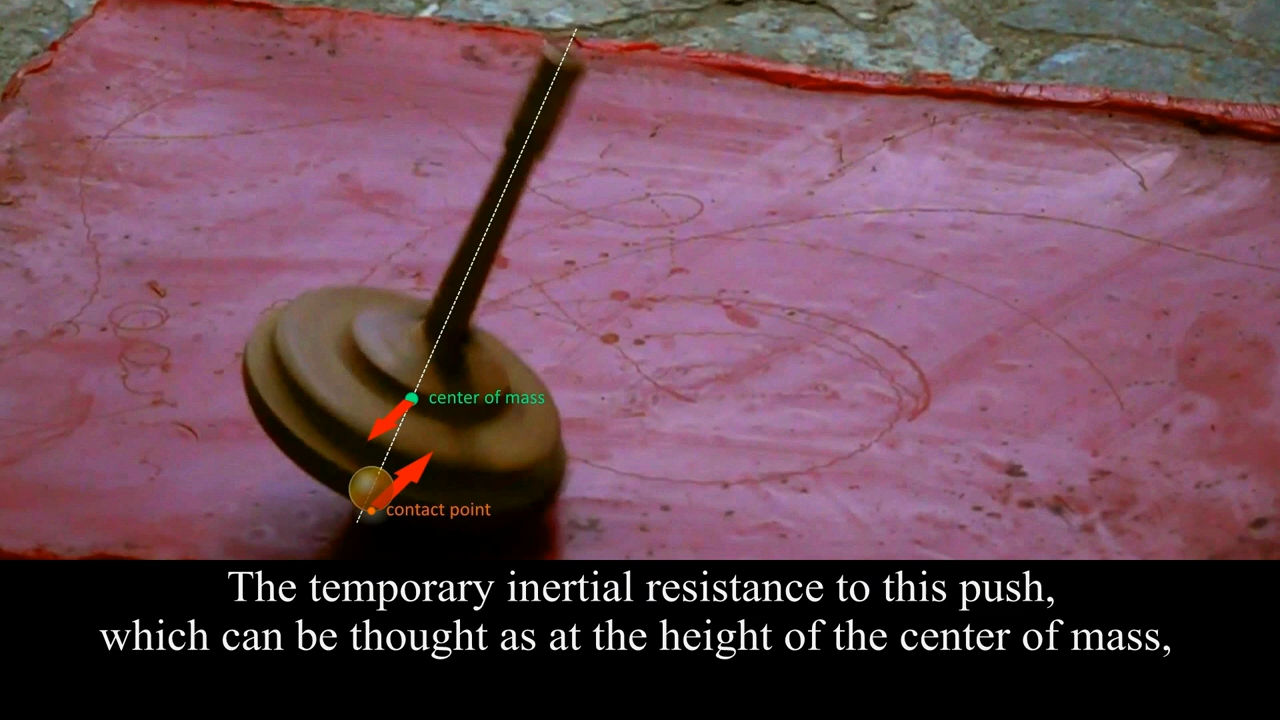 center of mass
contact point
The temporary inertial resistance to this push,
which can be thought as at the height of the center of mass,